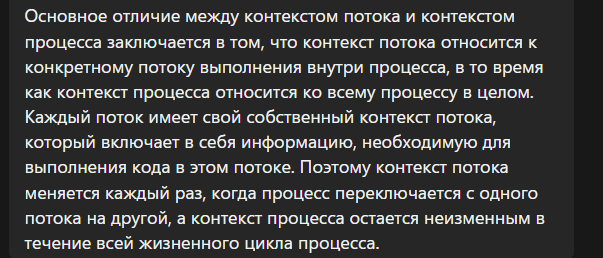 Основное отличие между контекстом потока и контекстом
процесса заключается в том, что контекст потока относится к
конкретному потоку выполнения внутри процесса, в то время
как контекст процесса относится ко всему процессу в целом.
Каждый поток имеет свой собственный контекст потока,
который включает в себя информацию, необходимую для
выполнения кода в этом потоке. Поэтому контекст потока
меняется каждый раз, когда процесс переключается с одного
потока на другой, а контекст процесса остается неизменным в
течение всей жизненного цикла процесса.